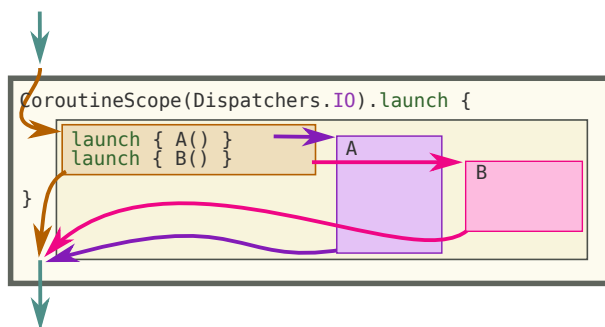 CoroutineScope(Dispatchers.IO).launch {
launch { A() }
launch { B() }
A
B
}